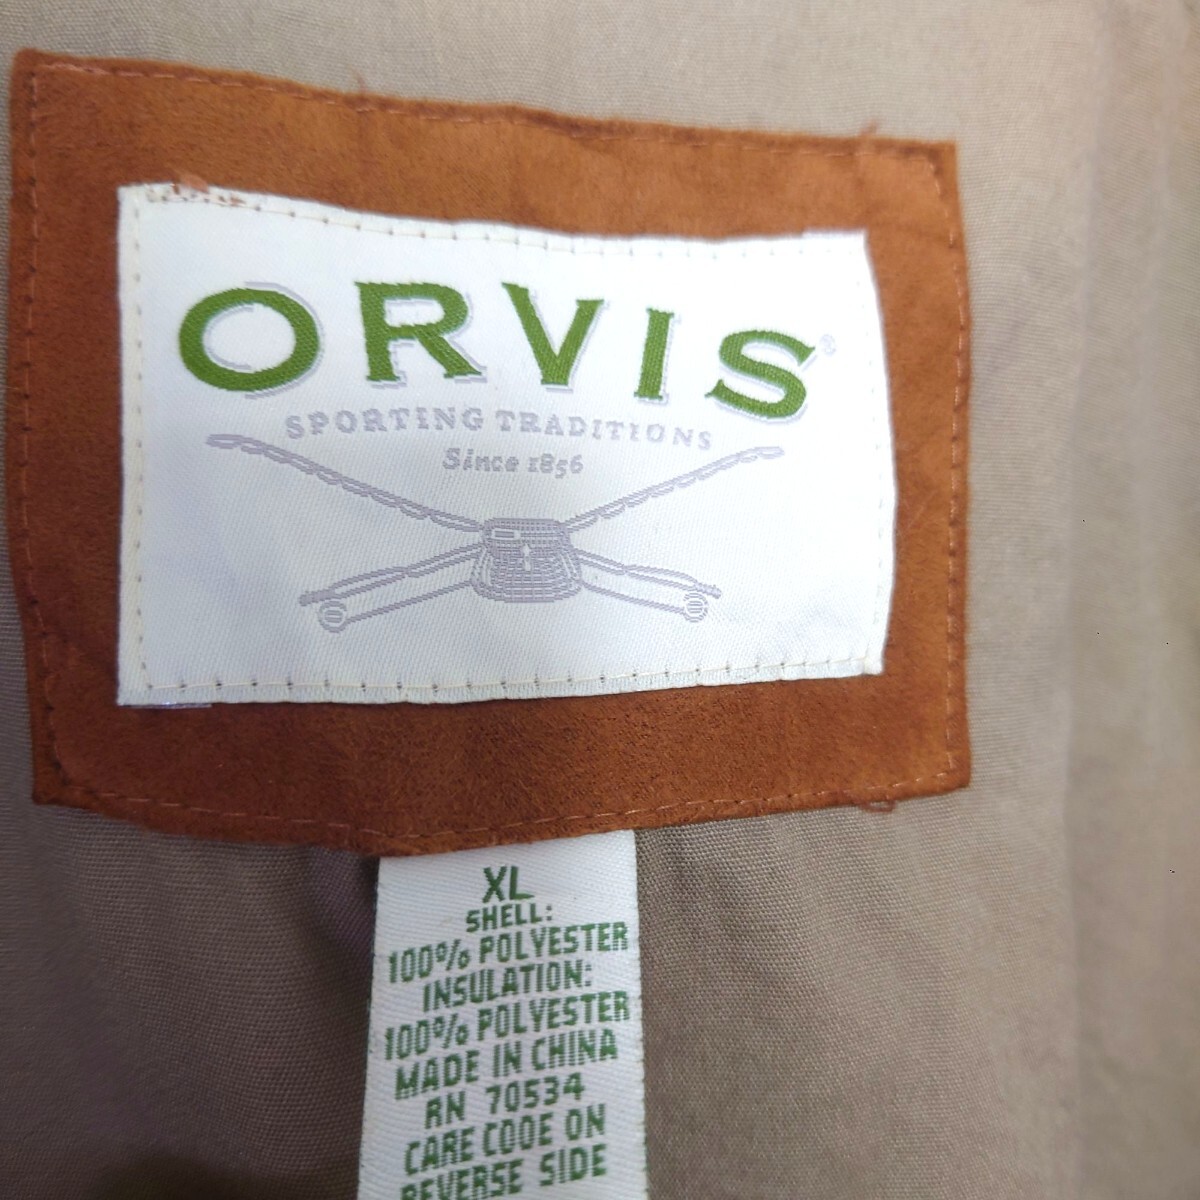 ORVIS®
SPORTING TRADITIONS
Since 1856
XL
SHELL:
100% POLYESTER
INSULATION:
100% POLYESTER
MADE IN CHINA
RN 70534
CARE CODE ON
REVERSE SIDE